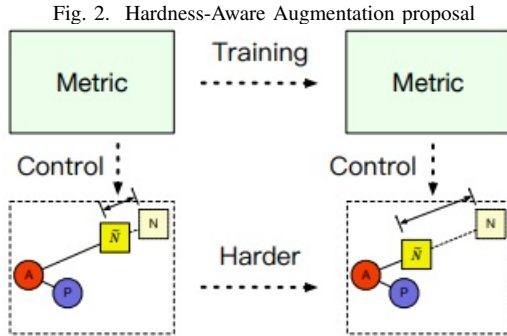 Fig. 2. Hardness-Aware Augmentation proposal
Training
Metric
Metric
Control
Control
N
Ñ
A
P
Harder
N
Ñ
A
P